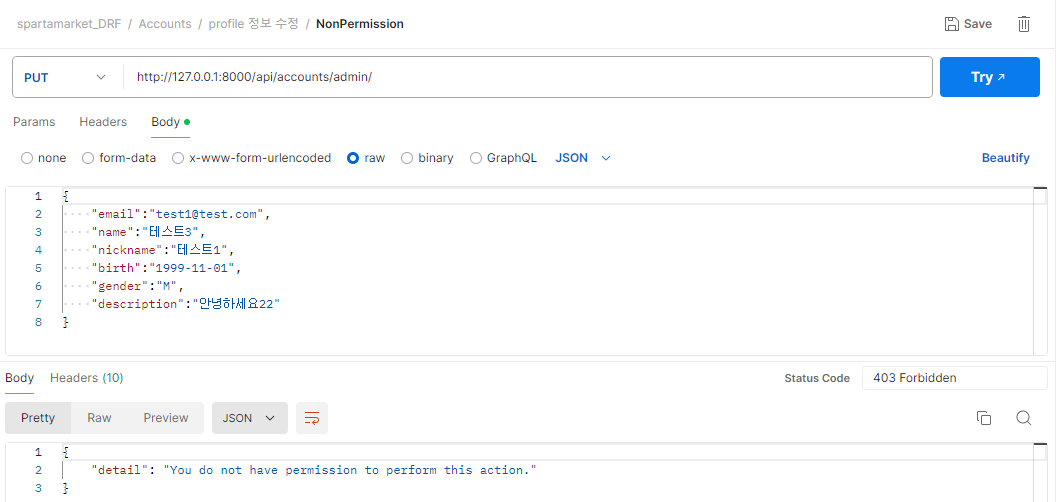 spartamarket_DRF / Accounts / profile 정보 수정 / NonPermission
Save
PUT
http://127.0.0.1:8000/api/accounts/admin/
Try ↗
Params Headers Body
none form-data x-www-form-urlencoded raw binary GraphQL JSON
Beautify
1 {
2 "email":"test1@test.com",
3 "name":"테스트3",
4 "nickname":"테스트1",
5 "birth":"1999-11-01",
6 "gender":"M",
7 "description":"안녕하세요22"
8 }
Body Headers (10)
Status Code 403 Forbidden
Pretty Raw Preview JSON
1 {
2 "detail": "You do not have permission to perform this action."
3 }